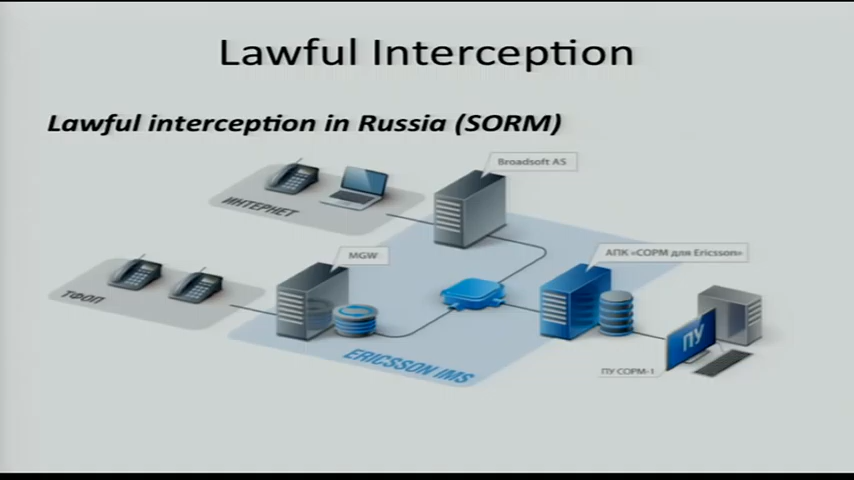 Lawful Interception
Lawful interception in Russia (SORM)
Broadsoft AS
ИНТЕРНЕТ
MGW
АПК «СОРМ для Ericsson»
ТФОП
ПУ
ERICSSON IMS
ПУ СОРМ-1